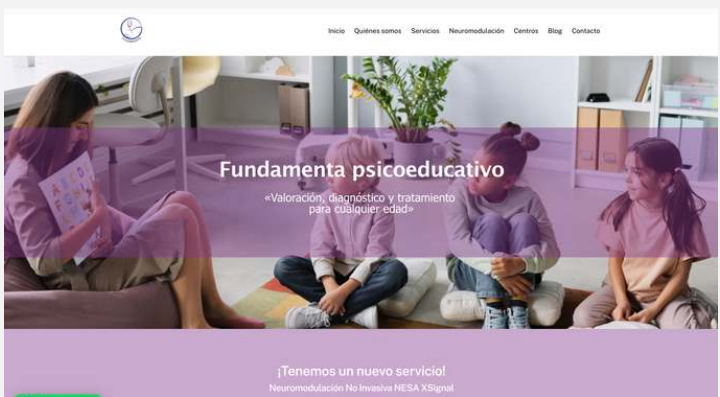 Inicio Quiénes somos Servicios Neuromodulación Centros Blog Contacto
Fundamenta psicoeducativo
«Valoración, diagnóstico y tratamiento
para cualquier edad»
¡Tenemos un nuevo servicio!
Neuromodulación No Invasiva NESA XSignal